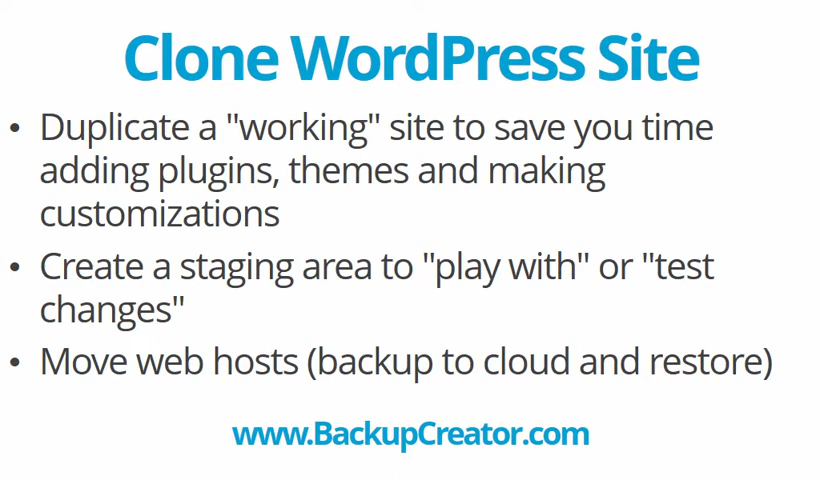 Clone WordPress Site
• Duplicate a "working" site to save you time
adding plugins, themes and making
customizations
• Create a staging area to "play with" or "test
changes"
• Move web hosts (backup to cloud and restore)
www.BackupCreator.com